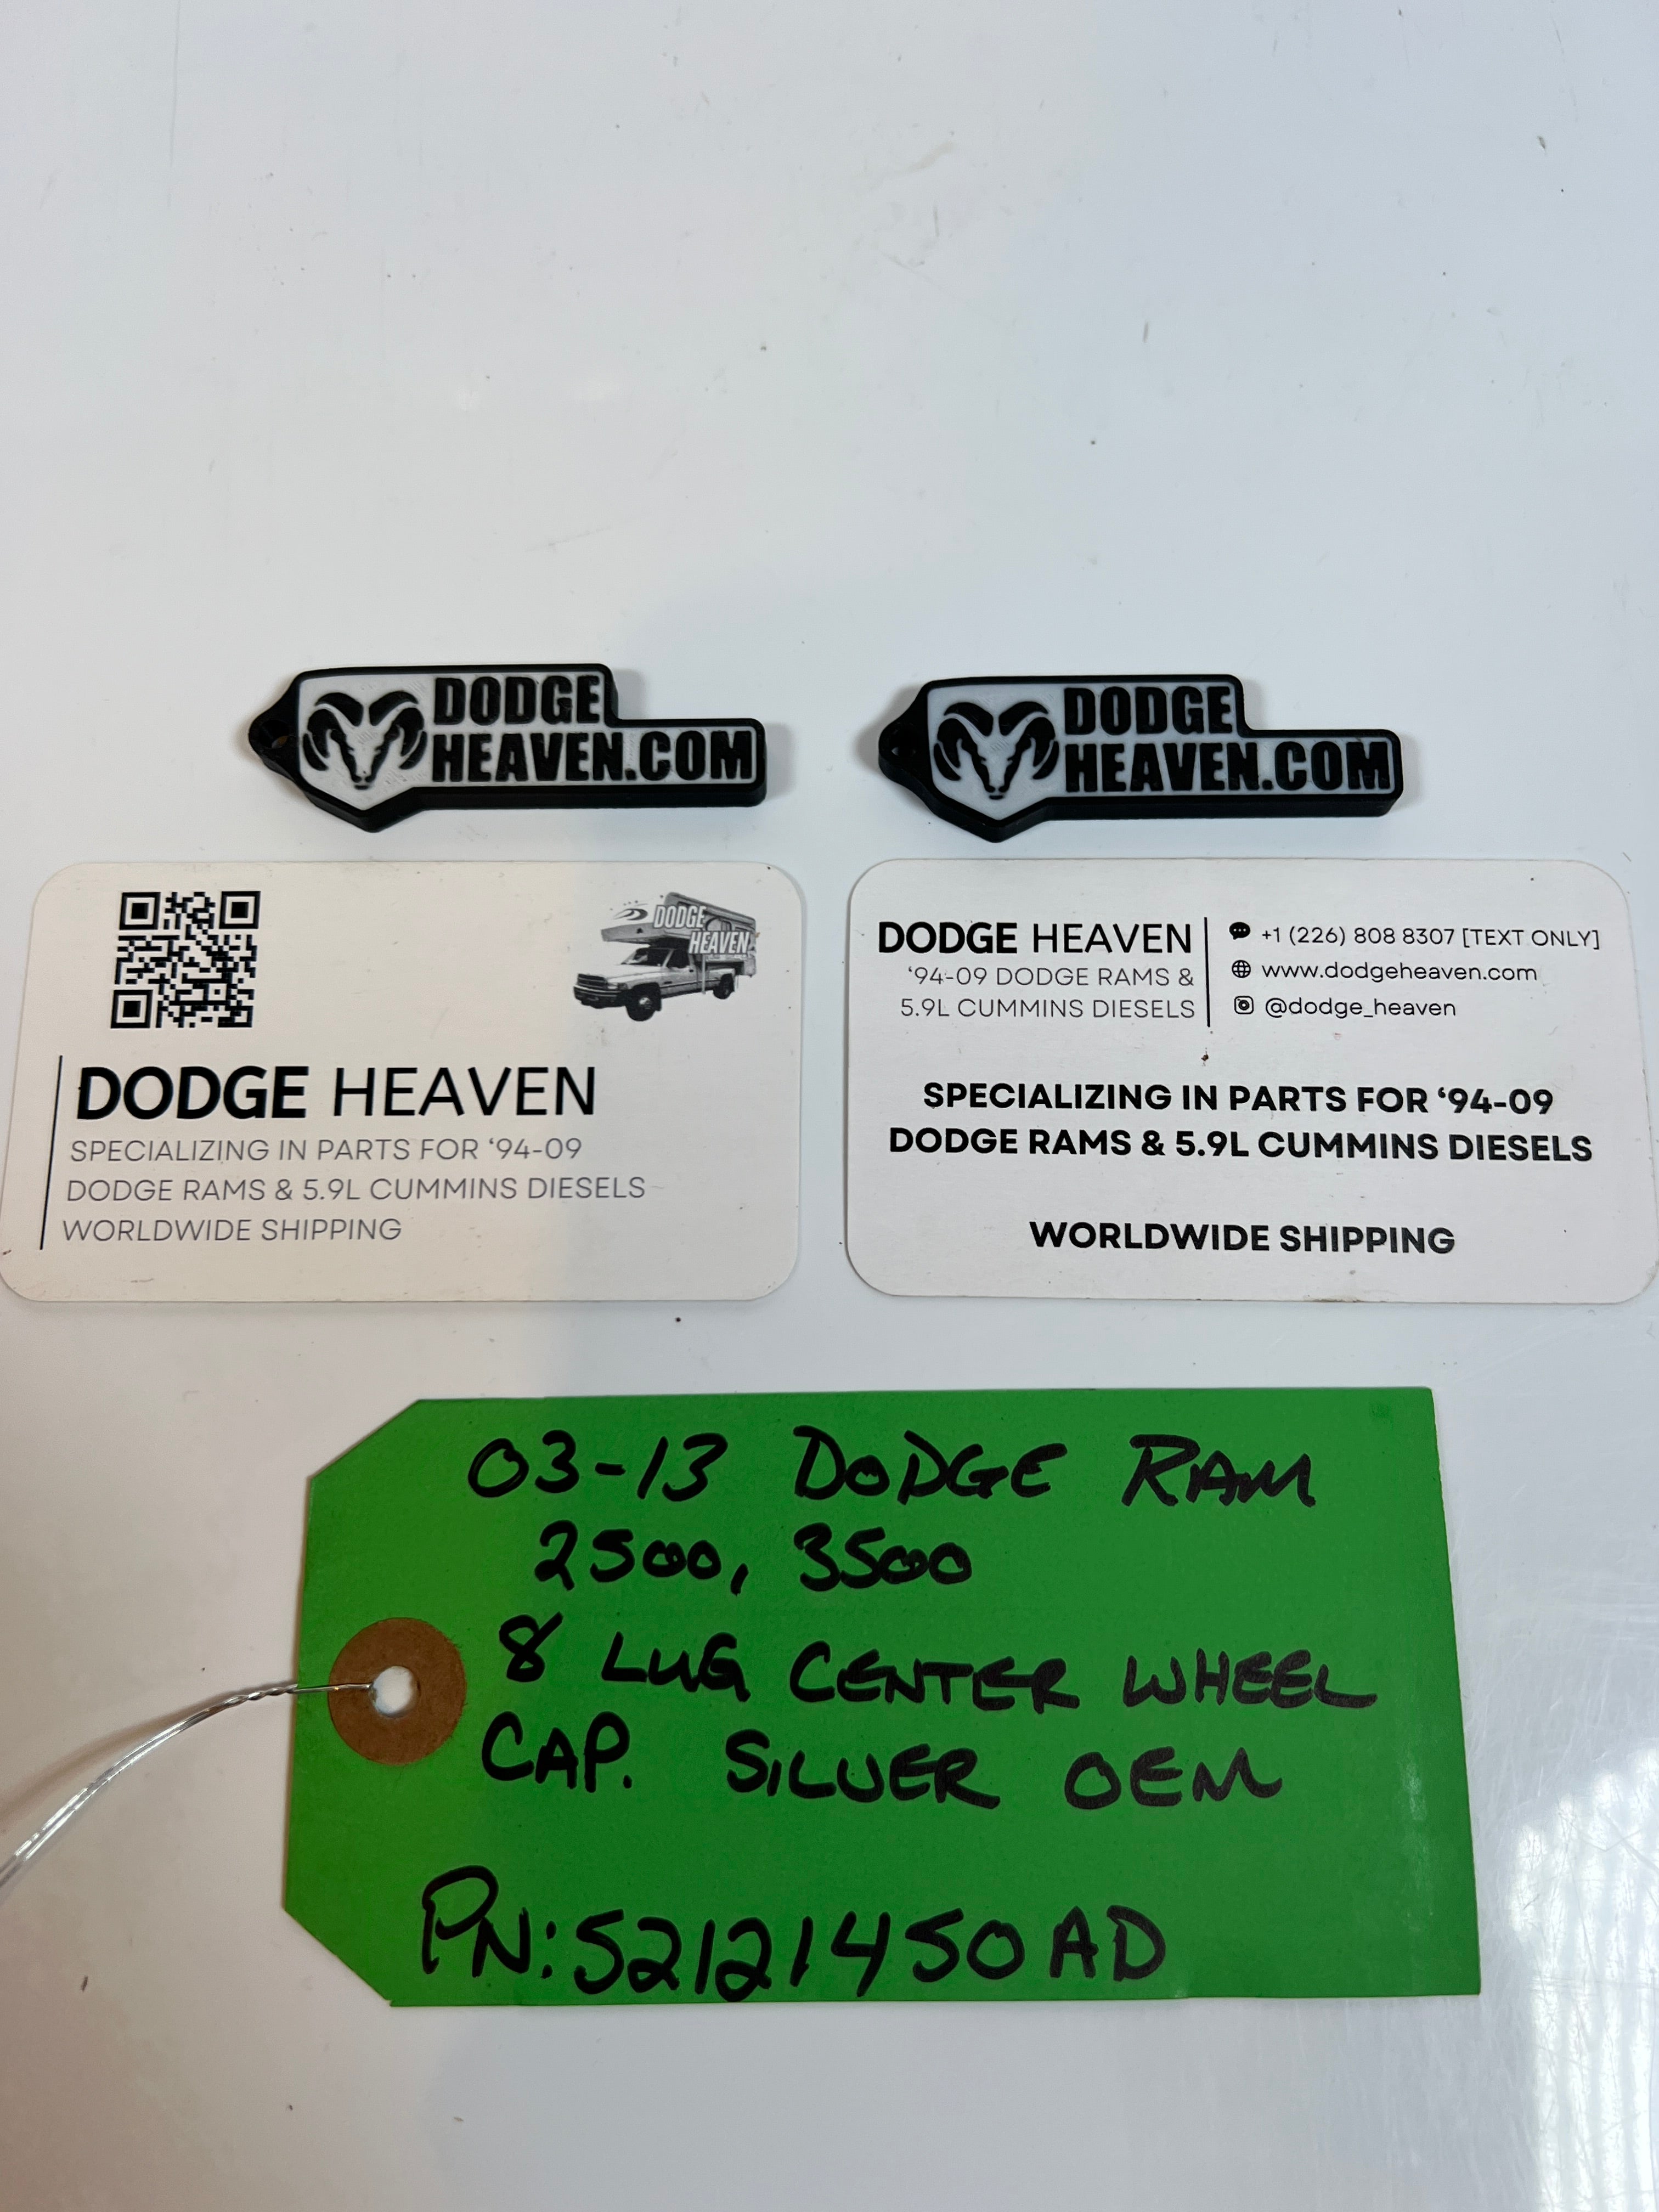 DODGE
HEAVEN.COM
DODGE
HEAVEN.COM
DODGE
HEAVEN
DODGE HEAVEN
SPECIALIZING IN PARTS FOR ‘94-09
DODGE RAMS & 5.9L CUMMINS DIESELS
WORLDWIDE SHIPPING
DODGE HEAVEN
‘94-09 DODGE RAMS &
5.9L CUMMINS DIESELS
+1 (226) 808 8307 [TEXT ONLY]
www.dodgeheaven.com
@dodge_heaven
SPECIALIZING IN PARTS FOR ‘94-09
DODGE RAMS & 5.9L CUMMINS DIESELS
WORLDWIDE SHIPPING
03-13 DODGE RAM
2500, 3500
8 LUG CENTER WHEEL
CAP. SILVER OEM
PN: 52121450AD